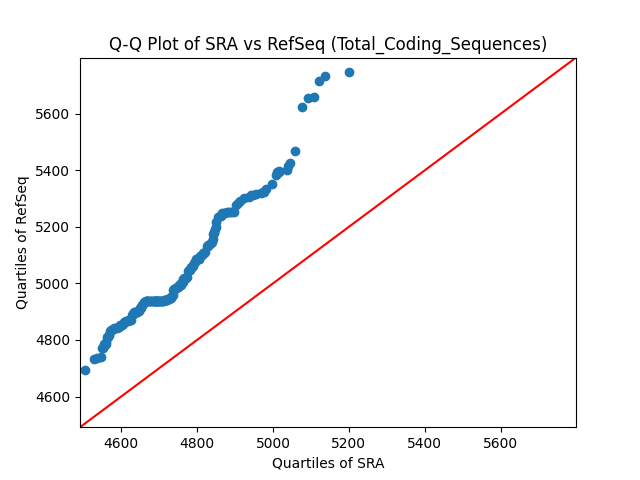 Q-Q Plot of SRA vs RefSeq (Total_Coding_Sequences)
Quartiles of RefSeq
5600
5400
5200
5000
4800
4600
4600 4800 5000 5200 5400 5600
Quartiles of SRA